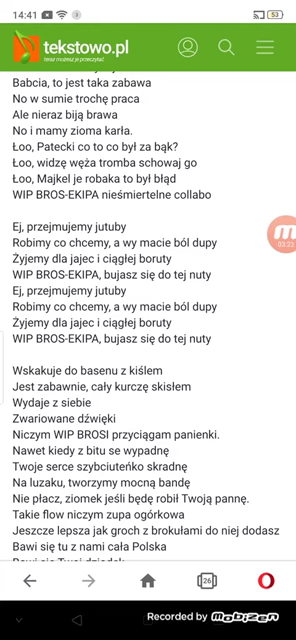 14:41
53
tekstowo.pl
teraz możesz je przeczytać
Babcia, to jest taka zabawa
No w sumie trochę praca
Ale nieraz biją brawa
No i mamy zioma karła.
Łoo, Patecki co to co był za bąk?
Łoo, widzę węża tromba schowaj go
Łoo, Majkel je robaka to był błąd
WIP BROS-EKIPA nieśmiertelne collabo
Ej, przejmujemy jutuby
Robimy co chcemy, a wy macie ból dupy
Żyjemy dla jajec i ciągłej boruty
WIP BROS-EKIPA, bujasz się do tej nuty
Ej, przejmujemy jutuby
Robimy co chcemy, a wy macie ból dupy
Żyjemy dla jajec i ciągłej boruty
WIP BROS-EKIPA, bujasz się do tej nuty
03:23
Wskakuje do basenu z kiślem
Jest zabawnie, cały kurczę skisłem
Wydaje z siebie
Zwariowane dźwięki
Niczym WIP BROSI przyciągam panienki.
Nawet kiedy z bitu se wypadnę
Twoje serce szybciuteńko skradnę
Na luzaku, tworzymy mocną bandę
Nie płacz, ziomek jeśli będę robił Twoją pannę.
Takie flow niczym zupa ogórkowa
Jeszcze lepsza jak groch z brokułami do niej dodasz
Bawi się tu z nami cała Polska
Bawi się Twój dziadek
26
Recorded by MOBIZEN